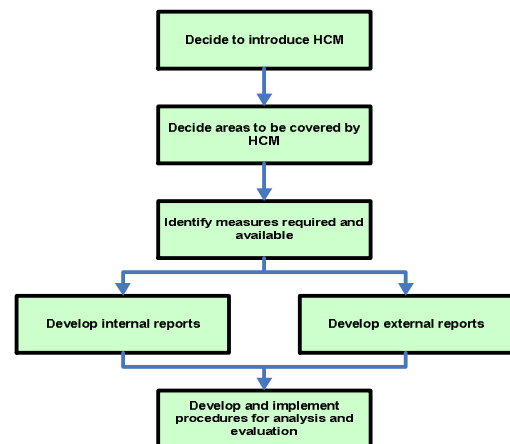 Decide to introduce HCM
Decide areas to be covered by
HCM
Identify measures required and
available
Develop internal reports
Develop external reports
Develop and implement
procedures for analysis and
evaluation